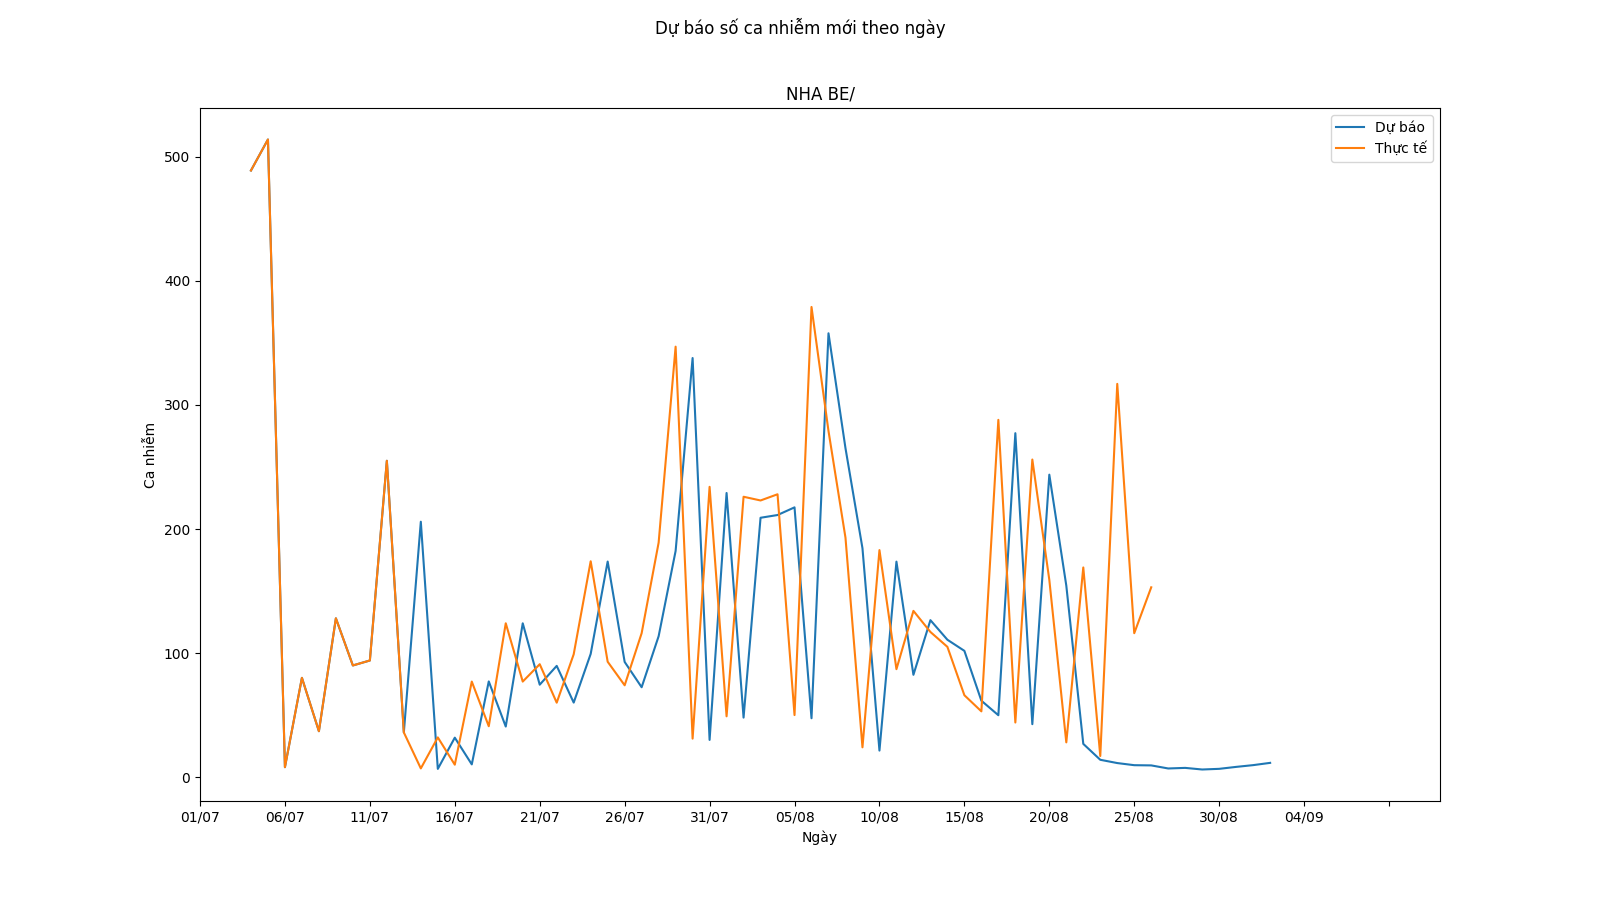 Dự báo số ca nhiễm mới theo ngày
NHA BE/
Dự báo
Thực tế
500
400
300
200
100
0
Ca nhiễm
01/07 06/07 11/07 16/07 21/07 26/07 31/07 05/08 10/08 15/08 20/08 25/08 30/08 04/09
Ngày